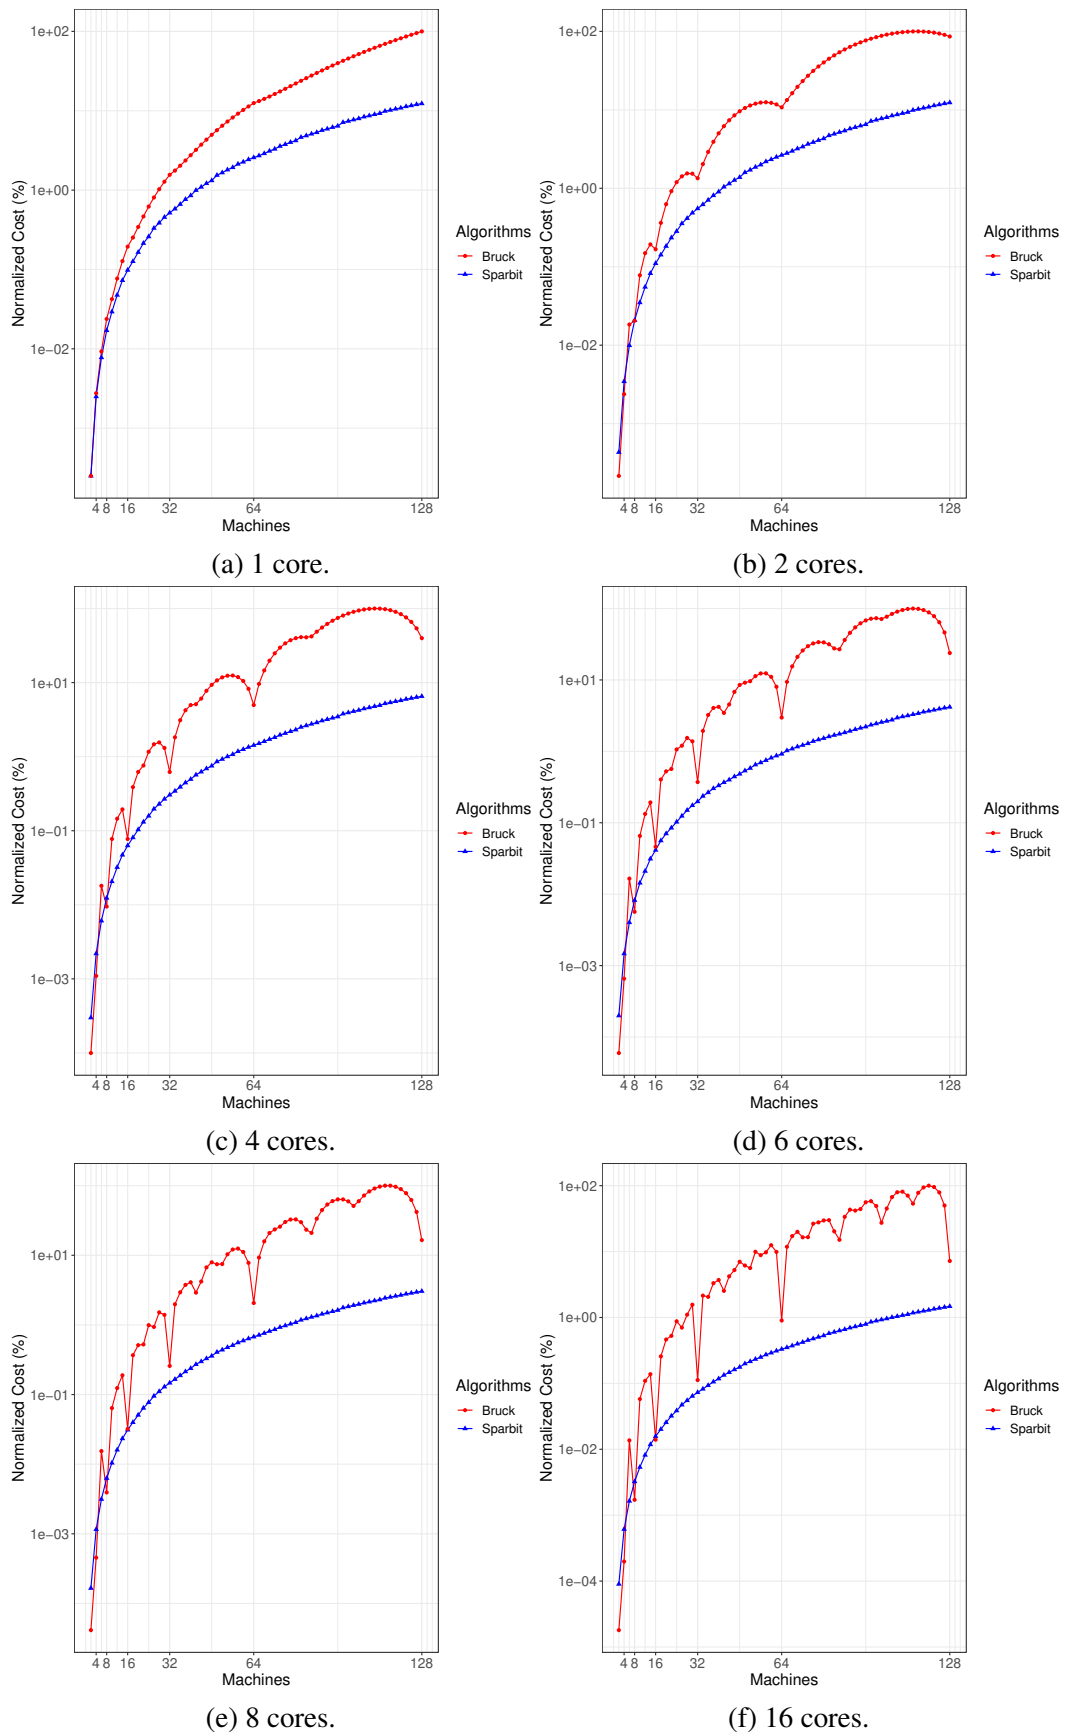 1e+02
1e+00
1e−02
Normalized Cost (%)
4 8 16 32 64 128
Machines
Algorithms
Bruck
Sparbit
(a) 1 core.
1e+02
1e+00
1e−02
Normalized Cost (%)
4 8 16 32 64 128
Machines
Algorithms
Bruck
Sparbit
(b) 2 cores.
1e+01
1e−01
1e−03
Normalized Cost (%)
4 8 16 32 64 128
Machines
Algorithms
Bruck
Sparbit
(c) 4 cores.
1e+01
1e−01
1e−03
Normalized Cost (%)
4 8 16 32 64 128
Machines
Algorithms
Bruck
Sparbit
(d) 6 cores.
1e+01
1e−01
1e−03
Normalized Cost (%)
4 8 16 32 64 128
Machines
Algorithms
Bruck
Sparbit
(e) 8 cores.
1e+02
1e+00
1e−02
1e−04
Normalized Cost (%)
4 8 16 32 64 128
Machines
Algorithms
Bruck
Sparbit
(f) 16 cores.